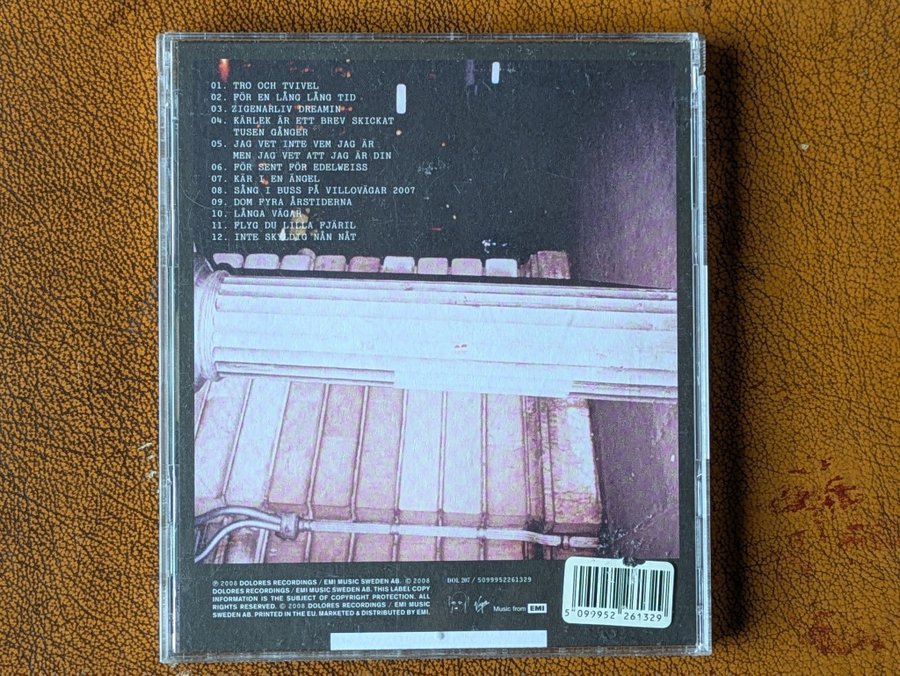 01. TRO OCH TVIVEL
02. FÖR EN LÅNG LÅNG TID
03. ZIGENARLIV DREAMIN'
04. KÄRLEK ÄR ETT BREV SKICKAT
TUSEN GÅNGER
05. JAG VET INTE VEM JAG ÄR
MEN JAG VET ATT JAG ÄR DIN
06. FÖR SENT FÖR EDELWEISS
07. KÄR I EN ÄNGEL
08. SÅNG I BUSS PÅ VILLOVÄGAR 2007
09. DOM FYRA ÅRSTIDERNA
10. LÅNGA VÄGAR
11. FLYG DU LILLA FJÄRIL
12. INTE SKYLDIG NÅN NÅT
℗ 2008 DOLORES RECORDINGS / EMI MUSIC SWEDEN AB. © 2008
DOLORES RECORDINGS / EMI MUSIC SWEDEN AB. THIS LABEL COPY
INFORMATION IS THE SUBJECT OF COPYRIGHT PROTECTION. ALL
RIGHTS RESERVED. © 2008 DOLORES RECORDINGS / EMI MUSIC
SWEDEN AB. PRINTED IN THE EU. MARKETED & DISTRIBUTED BY EMI.
DOL 207 / 5099952261329
Virgin
Music from EMI
5 099952 261329